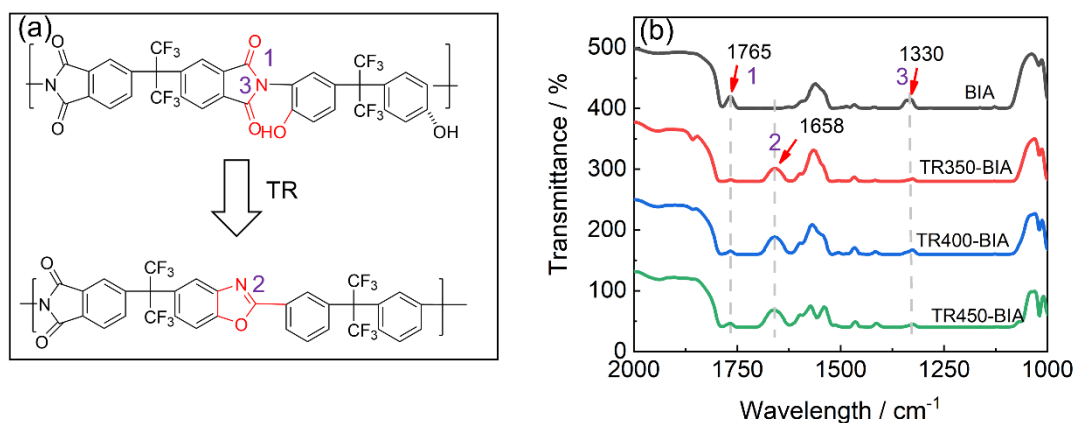 (a)
O
CF3
O
1
N
3
N
CF3
CF3
CF3
O
O
HO
OH
TR
O
CF3
N
2
CF3
N
CF3
O
CF3
O
(b)
500
1765
1
1330
3
BIA
400
1658
2
300
TR350-BIA
200
TR400-BIA
100
TR450-BIA
0
2000
1750
1500
1250
1000
Transmittance / %
Wavelength / cm-1